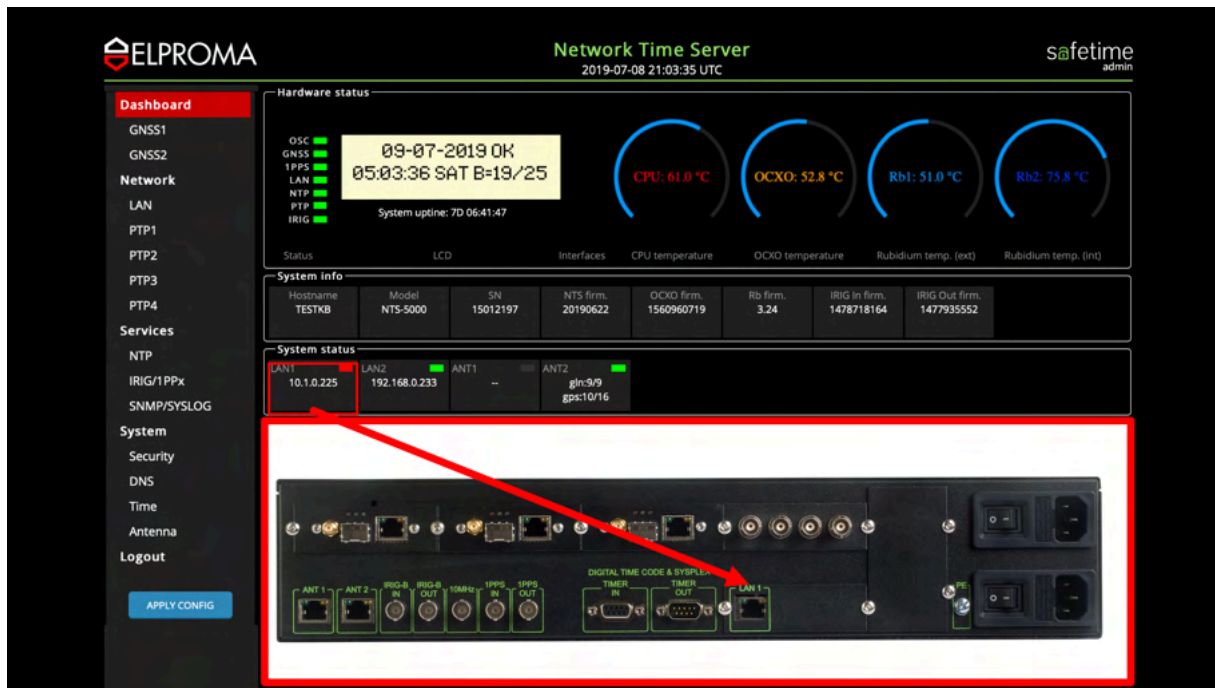 ELPROMA
Network Time Server
2019-07-08 21:03:35 UTC
safetime
admin
Dashboard
GNSS1
GNSS2
Network
LAN
PTP1
PTP2
PTP3
PTP4
Services
NTP
IRIG/1PPx
SNMP/SYSLOG
System
Security
DNS
Time
Antenna
Logout
APPLY CONFIG
Hardware status
OSC
GNSS
1PPS
LAN
NTP
PTP
IRIG
09-07-2019 OK
05:03:36 SAT B=19/25
System uptine: 7D 06:41:47
CPU: 61.0 °C
OCXO: 52.8 °C
Rb1: 51.0 °C
Rb2: 75.8 °C
Status
LCD
Interfaces
CPU temperature
OCXO temperature
Rubidium temp. (ext)
Rubidium temp. (int)
System info
Hostname
TESTKB
Model
NTS-5000
SN
15012197
NTS firm.
20190622
OCXO firm.
1560960719
Rb firm.
3.24
IRIG In firm.
1478718164
IRIG Out firm.
1477935552
System status
LAN1
10.1.0.225
LAN2
192.168.0.233
ANT1
--
ANT2
gln:9/9
gps:10/16
ANT 1
ANT 2
IRIG-B
IN
IRIG-B
OUT
10MHz
1PPS
IN
1PPS
OUT
DIGITAL TIME CODE & SYSPLEX
TIMER
IN
TIMER
OUT
LAN 1
PE